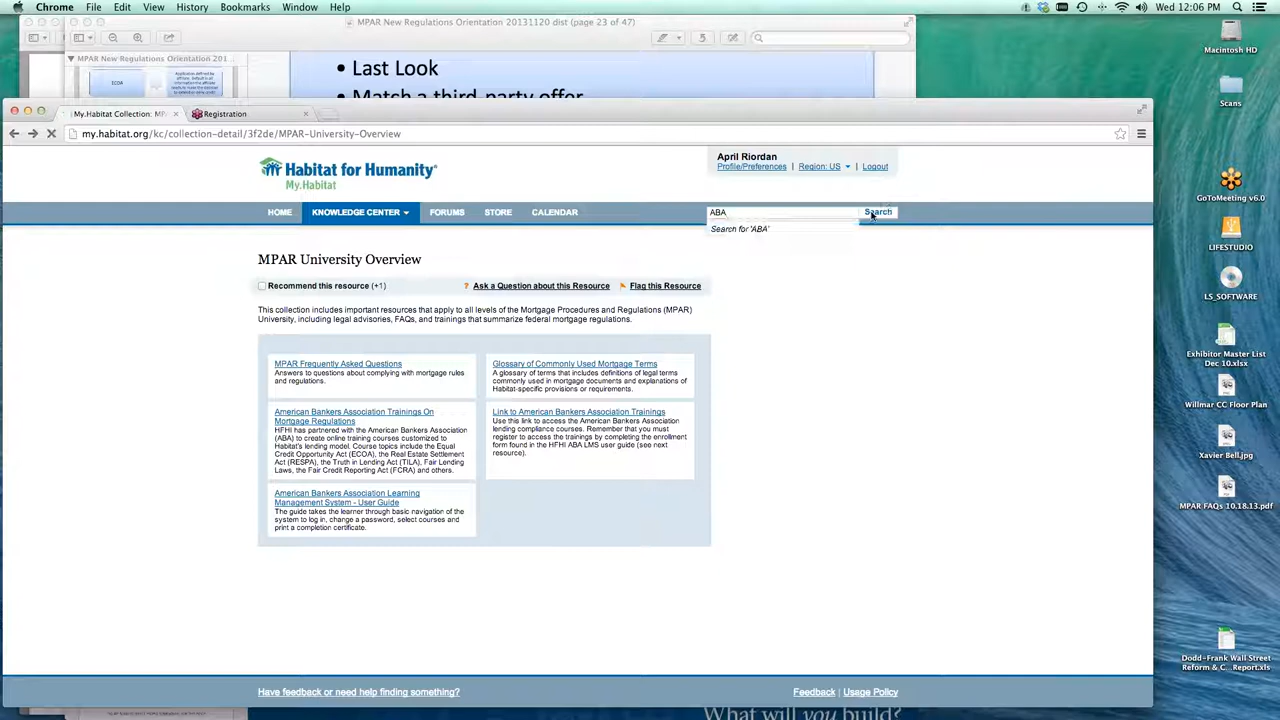 Chrome File Edit View History Bookmarks Window Help Wed 12:06 PM
MPAR New Regulations Orientation 20131120 dist (page 23 of 47)
MPAR New Regulations Orientation 201...
ECOA
• Last Look
• Match a third-party offer
Macintosh HD
Scans
GoToMeeting v6.0
LIFESTUDIO
LS_SOFTWARE
Exhibitor Master List
Dec 10.xlsx
Willmar CC Floor Plan
Xavier Bell.jpg
MPAR FAQs 10.18.13.pdf
Dodd-Frank Wall Street
Reform & C... Report.xls
My.Habitat Collection: MP Registration
my.habitat.org/kc/collection-detail/3f2de/MPAR-University-Overview
Habitat for Humanity®
My.Habitat
April Riordan
Profile/Preferences | Region: US | Logout
HOME KNOWLEDGE CENTER FORUMS STORE CALENDAR
ABA Search
Search for 'ABA'
MPAR University Overview
Recommend this resource (+1) ? Ask a Question about this Resource Flag this Resource
This collection includes important resources that apply to all levels of the Mortgage Procedures and Regulations (MPAR)
University, including legal advisories, FAQs, and trainings that summarize federal mortgage regulations.
MPAR Frequently Asked Questions
Answers to questions about complying with mortgage rules
and regulations.
Glossary of Commonly Used Mortgage Terms
A glossary of terms that includes definitions of legal terms
commonly used in mortgage documents and explanations of
Habitat-specific provisions or requirements.
American Bankers Association Trainings On
Mortgage Regulations
HFHI has partnered with the American Bankers Association
(ABA) to create online training courses customized to
Habitat's lending model. Course topics include the Equal
Credit Opportunity Act (ECOA), the Real Estate Settlement
Act (RESPA), the Truth in Lending Act (TILA), Fair Lending
Laws, the Fair Credit Reporting Act (FCRA) and others.
Link to American Bankers Association Trainings
Use this link to access the American Bankers Association
lending compliance courses. Remember that you must
register to access the trainings by completing the enrollment
form found in the HFHI ABA LMS user guide (see next
resource).
American Bankers Association Learning
Management System - User Guide
The guide takes the learner through basic navigation of the
system to log in, change a password, select courses and
print a completion certificate.
Have feedback or need help finding something?
Feedback | Usage Policy
What will you build?